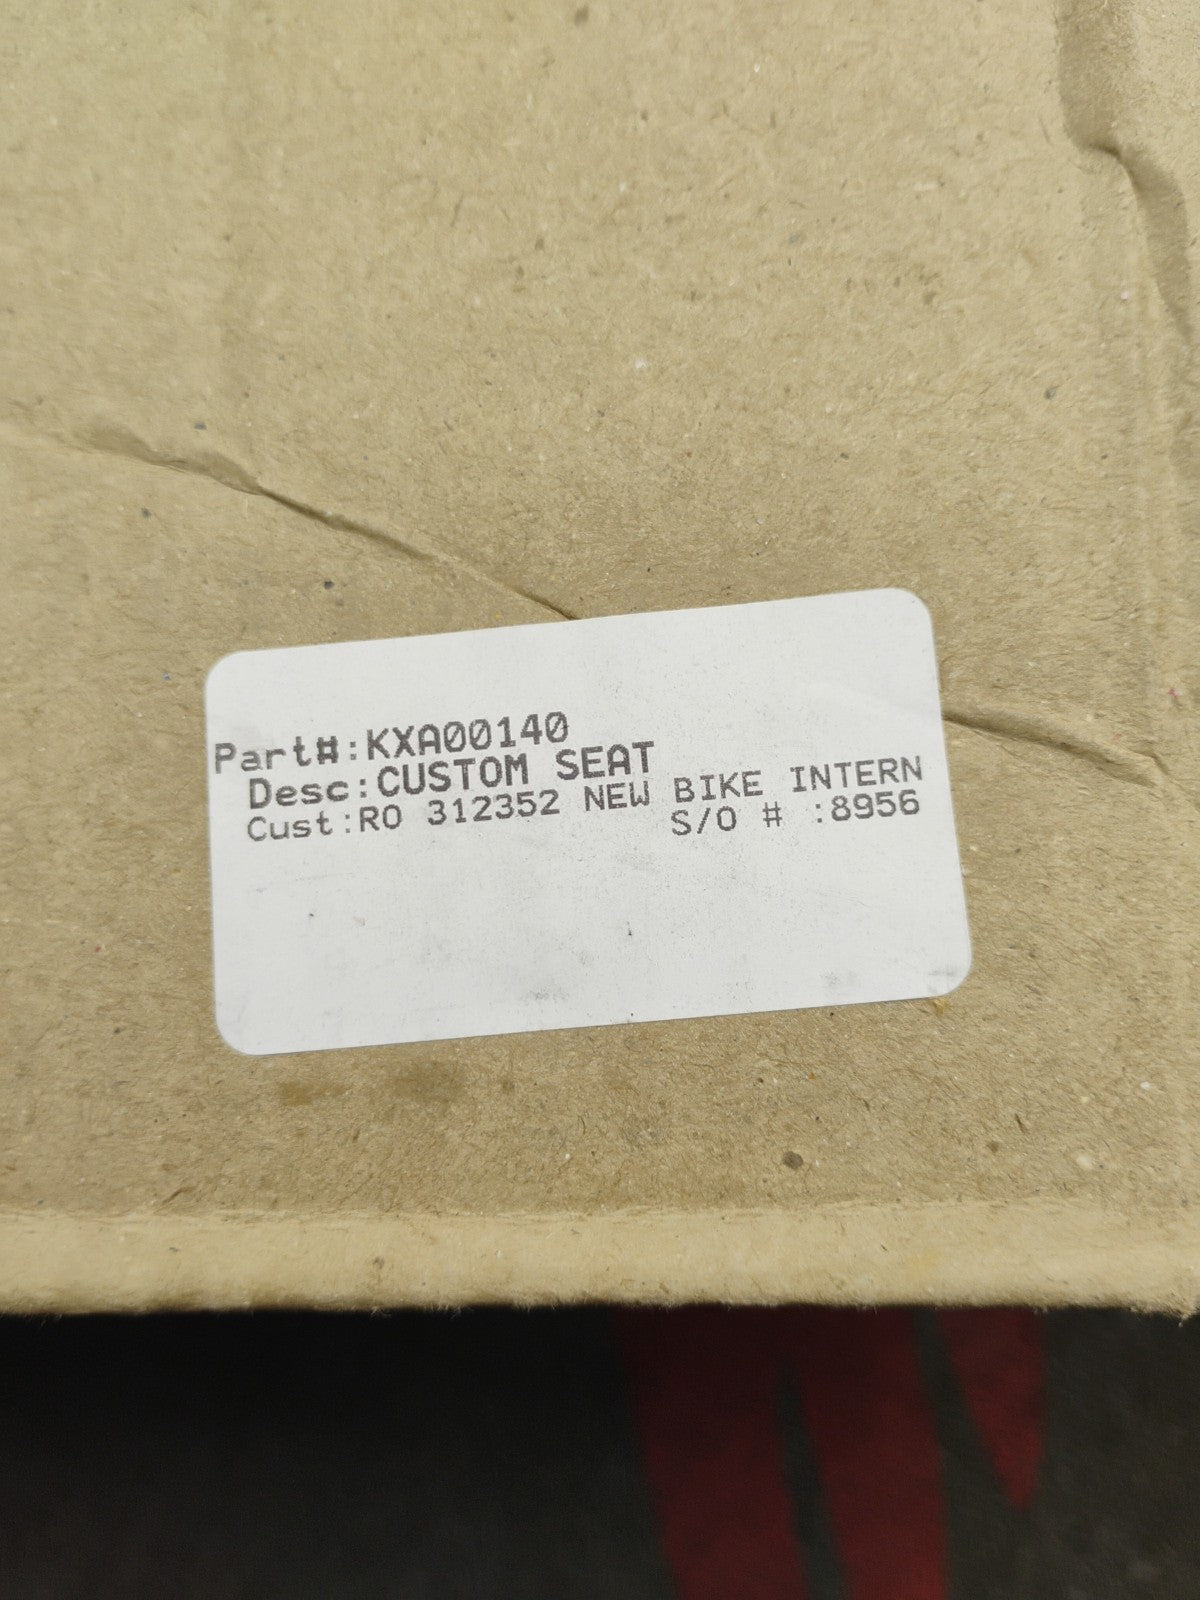 Part#:KXA00140
Desc:CUSTOM SEAT
Cust:RO 312352 NEW BIKE INTERN
S/O # :8956